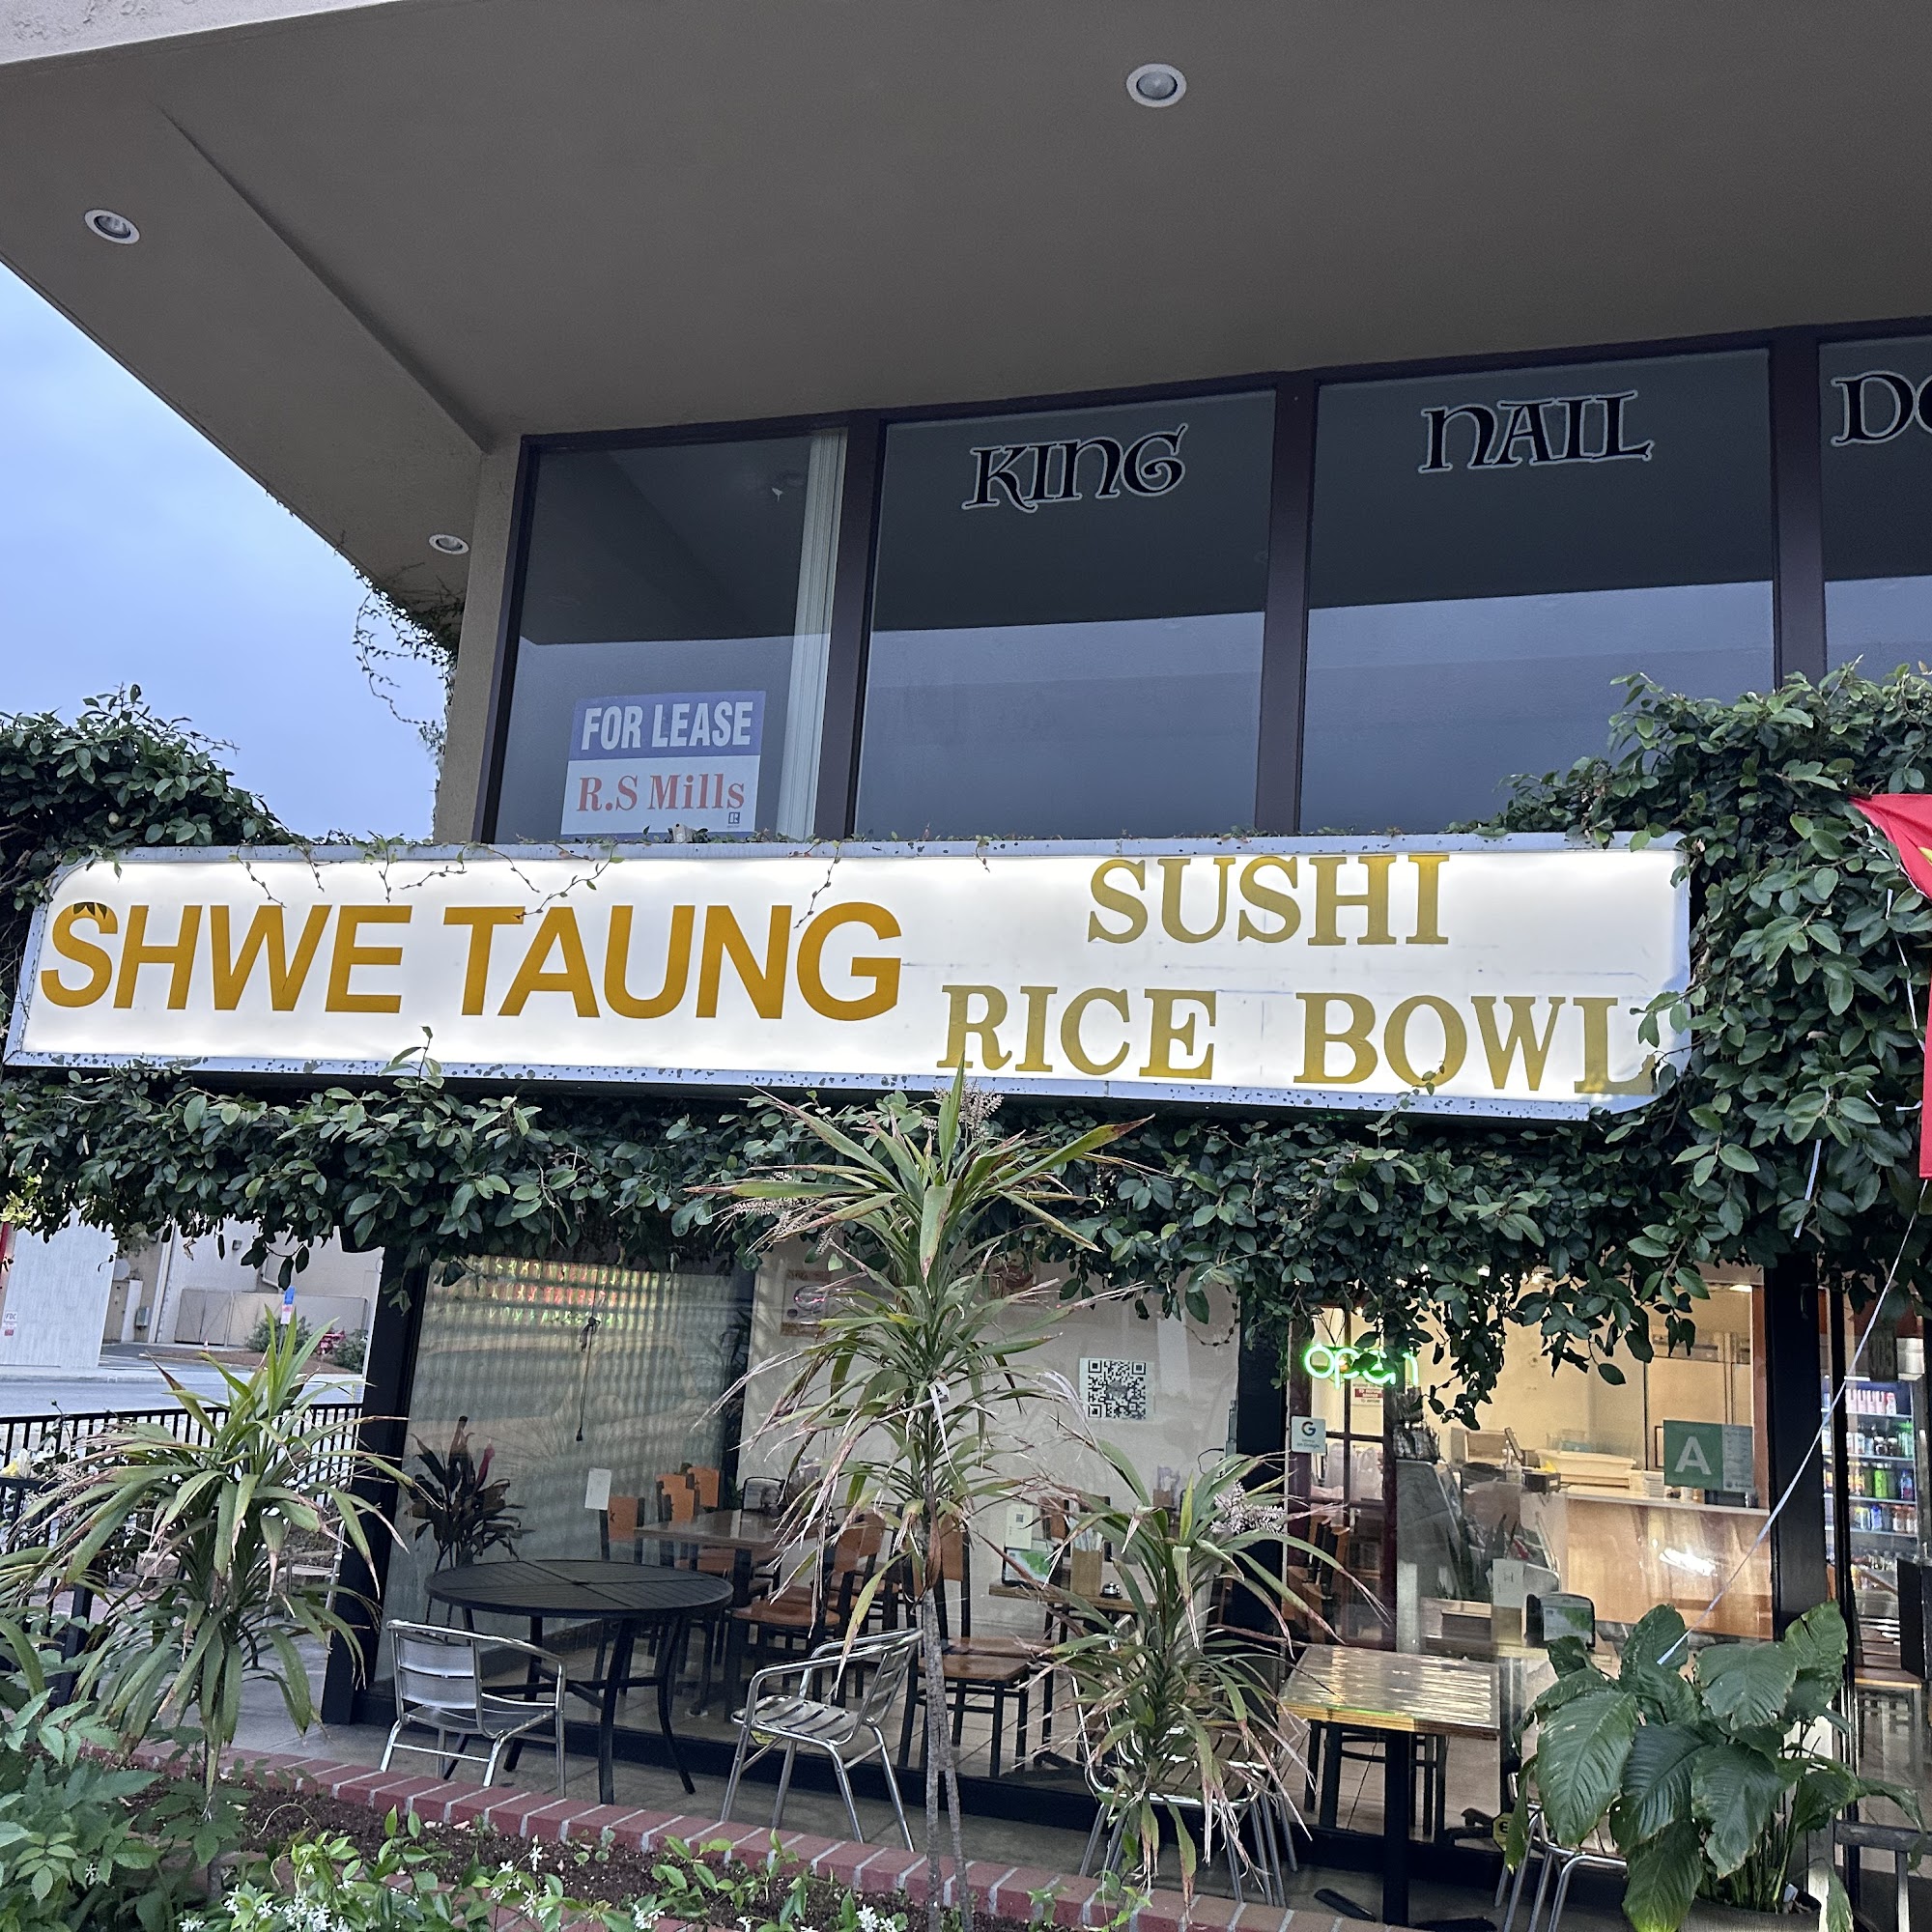 KING NAIL
FOR LEASE
R.S Mills
SHWE TAUNG
SUSHI
RICE BOWL
open
G
A